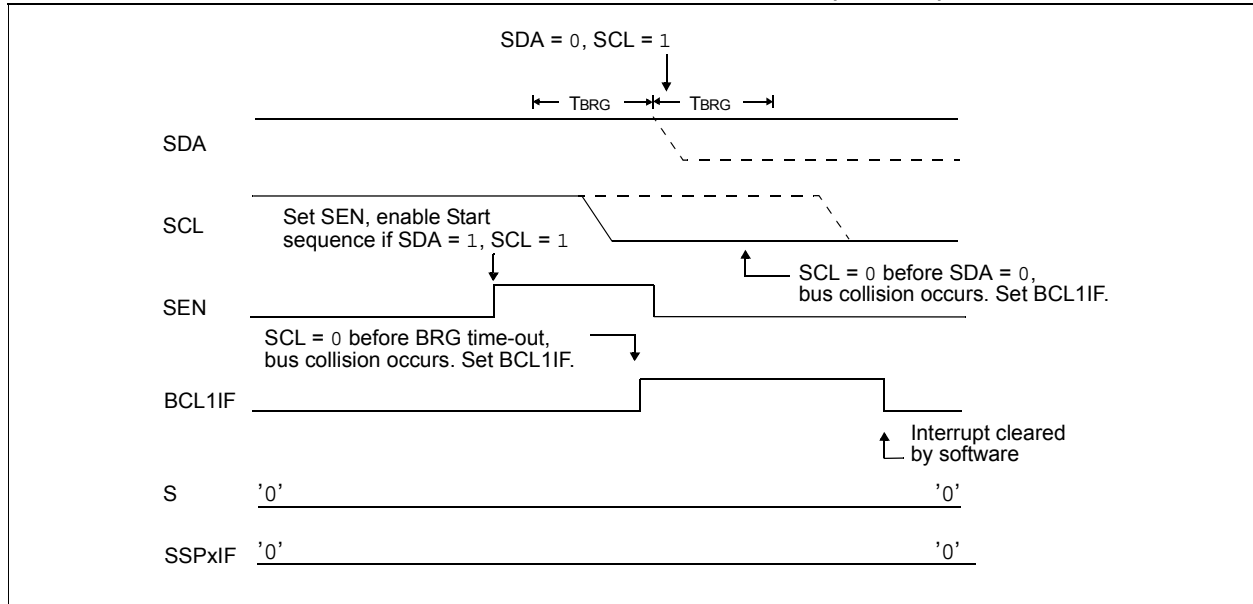 SDA = 0, SCL = 1
TBRG TBRG
SDA
SCL
Set SEN, enable Start
sequence if SDA = 1, SCL = 1
SCL = 0 before SDA = 0,
bus collision occurs. Set BCL1IF.
SEN
SCL = 0 before BRG time-out,
bus collision occurs. Set BCL1IF.
BCL1IF
Interrupt cleared
by software
S '0' '0'
SSPxIF '0' '0'